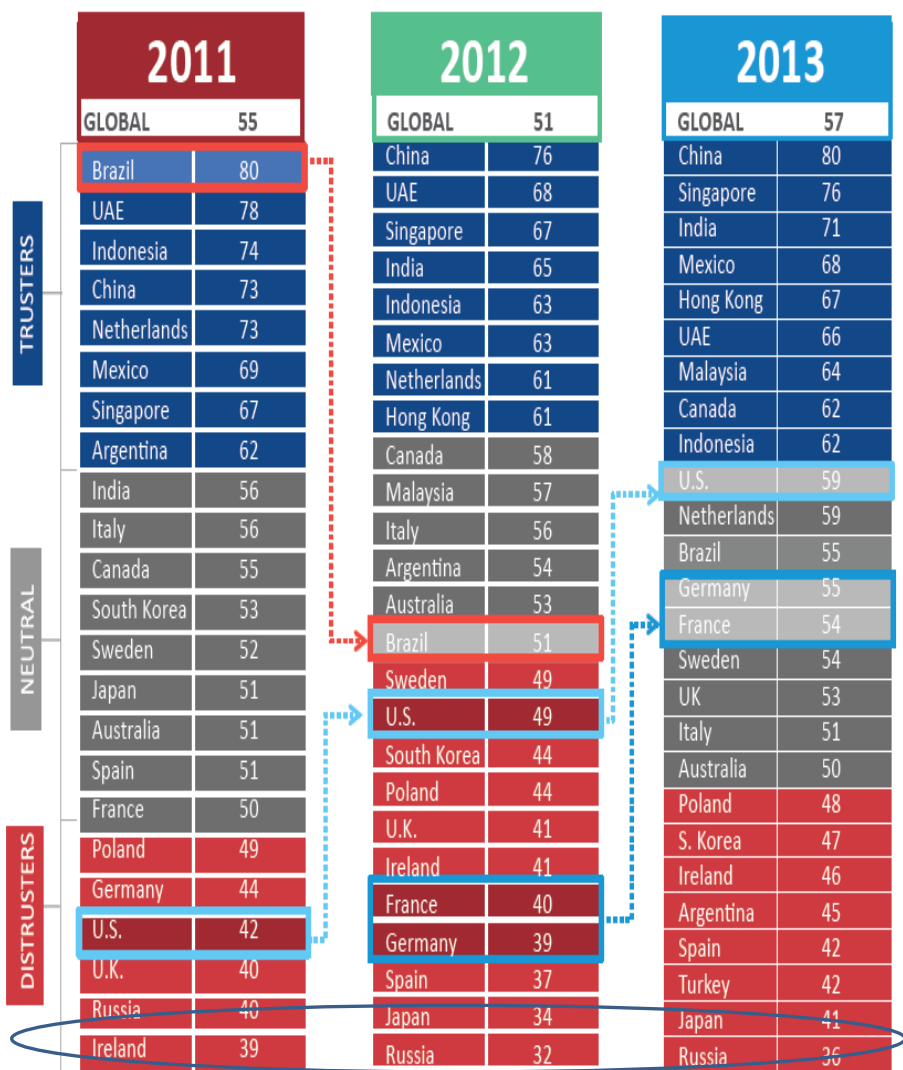 2011
GLOBAL 55
Brazil 80
UAE 78
Indonesia 74
China 73
Netherlands 73
Mexico 69
Singapore 67
Argentina 62
India 56
Italy 56
Canada 55
South Korea 53
Sweden 52
Japan 51
Australia 51
Spain 51
France 50
Poland 49
Germany 44
U.S. 42
U.K. 40
Russia 40
Ireland 39
TRUSTERS
NEUTRAL
DISTRUSTERS
2012
GLOBAL 51
China 76
UAE 68
Singapore 67
India 65
Indonesia 63
Mexico 63
Netherlands 61
Hong Kong 61
Canada 58
Malaysia 57
Italy 56
Argentina 54
Australia 53
Brazil 51
Sweden 49
U.S. 49
South Korea 44
Poland 44
U.K. 41
Ireland 41
France 40
Germany 39
Spain 37
Japan 34
Russia 32
2013
GLOBAL 57
China 80
Singapore 76
India 71
Mexico 68
Hong Kong 67
UAE 66
Malaysia 64
Canada 62
Indonesia 62
U.S. 59
Netherlands 59
Brazil 55
Germany 55
France 54
Sweden 54
UK 53
Italy 51
Australia 50
Poland 48
S. Korea 47
Ireland 46
Argentina 45
Spain 42
Turkey 42
Japan 41
Russia 36